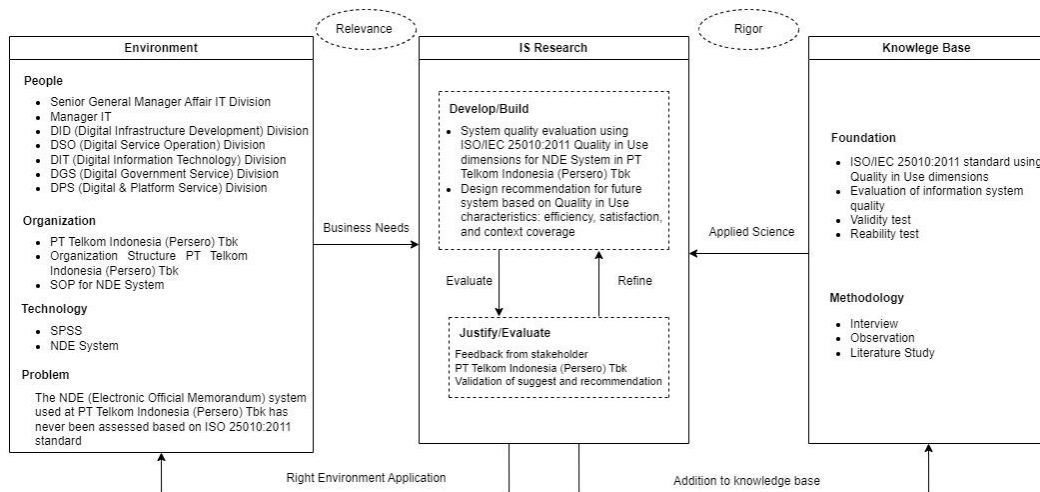 Relevance
Rigor
Environment
People
• Senior General Manager Affair IT Division
• Manager IT
• DID (Digital Infrastructure Development) Division
• DSO (Digital Service Operation) Division
• DIT (Digital Information Technology) Division
• DGS (Digital Government Service) Division
• DPS (Digital & Platform Service) Division
Organization
• PT Telkom Indonesia (Persero) Tbk
• Organization Structure PT Telkom
Indonesia (Persero) Tbk
• SOP for NDE System
Technology
• SPSS
• NDE System
Problem
The NDE (Electronic Official Memorandum) system
used at PT Telkom Indonesia (Persero) Tbk has
never been assessed based on ISO 25010:2011
standard
Business Needs
IS Research
Develop/Build
• System quality evaluation using
ISO/IEC 25010:2011 Quality in Use
dimensions for NDE System in PT
Telkom Indonesia (Persero) Tbk
• Design recommendation for future
system based on Quality in Use
characteristics: efficiency, satisfaction,
and context coverage
Evaluate
Refine
Justify/Evaluate
Feedback from stakeholder
PT Telkom Indonesia (Persero) Tbk
Validation of suggest and recommendation
Applied Science
Knowlege Base
Foundation
• ISO/IEC 25010:2011 standard using
Quality in Use dimensions
• Evaluation of information system
quality
• Validity test
• Reability test
Methodology
• Interview
• Observation
• Literature Study
Right Environment Application
Addition to knowledge base